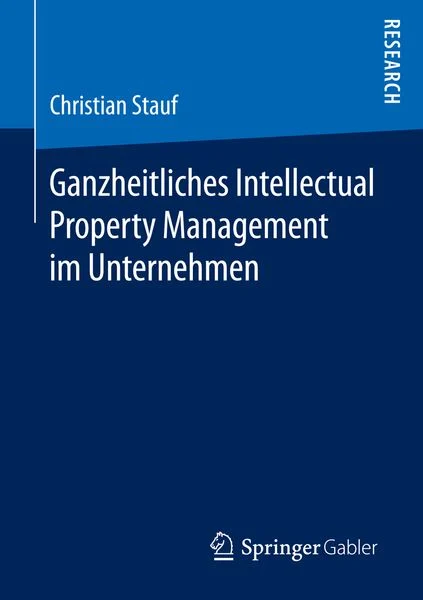 RESEARCH
Christian Stauf
Ganzheitliches Intellectual
Property Management
im Unternehmen
Springer Gabler